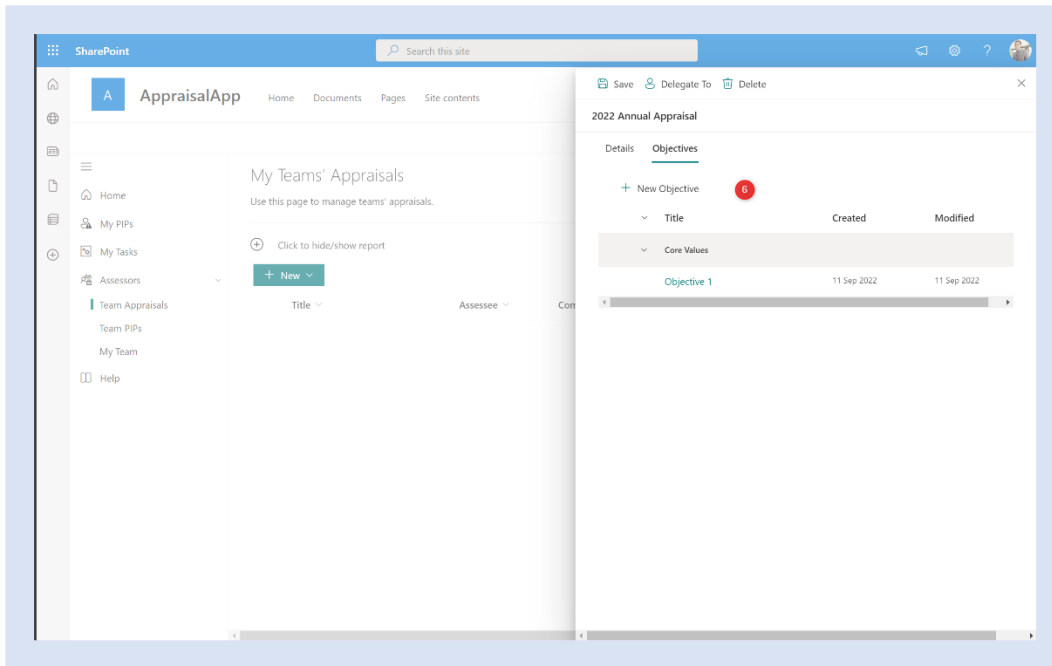 SharePoint
Search this site
?
A
AppraisalApp
Home
Documents
Pages
Site contents
Home
My PIPs
My Tasks
Assessors
Team Appraisals
Team PIPs
My Team
Help
My Teams' Appraisals
Use this page to manage teams' appraisals.
Click to hide/show report
+ New
Title
Assessee
Com
Save
Delegate To
Delete
2022 Annual Appraisal
Details
Objectives
+ New Objective
6
Title
Created
Modified
Core Values
Objective 1
11 Sep 2022
11 Sep 2022